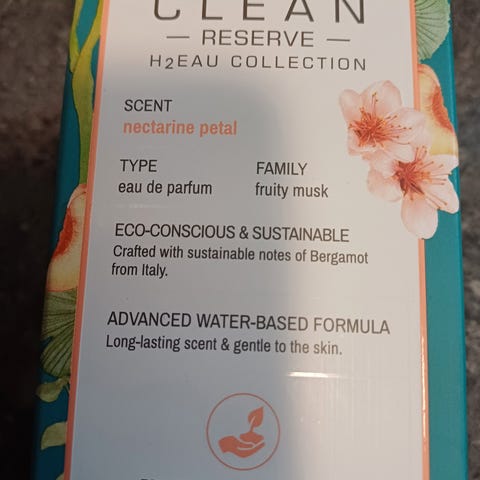 CLEAN
— RESERVE —
H2EAU COLLECTION
SCENT
nectarine petal
TYPE FAMILY
eau de parfum fruity musk
ECO-CONSCIOUS & SUSTAINABLE
Crafted with sustainable notes of Bergamot
from Italy.
ADVANCED WATER-BASED FORMULA
Long-lasting scent & gentle to the skin.